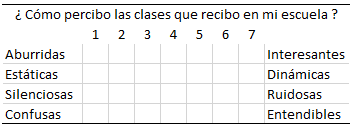 ¿ Cómo percibo las clases que recibo en mi escuela ?
1 2 3 4 5 6 7
Aburridas Interesantes
Estáticas Dinámicas
Silenciosas Ruidosas
Confusas Entendibles